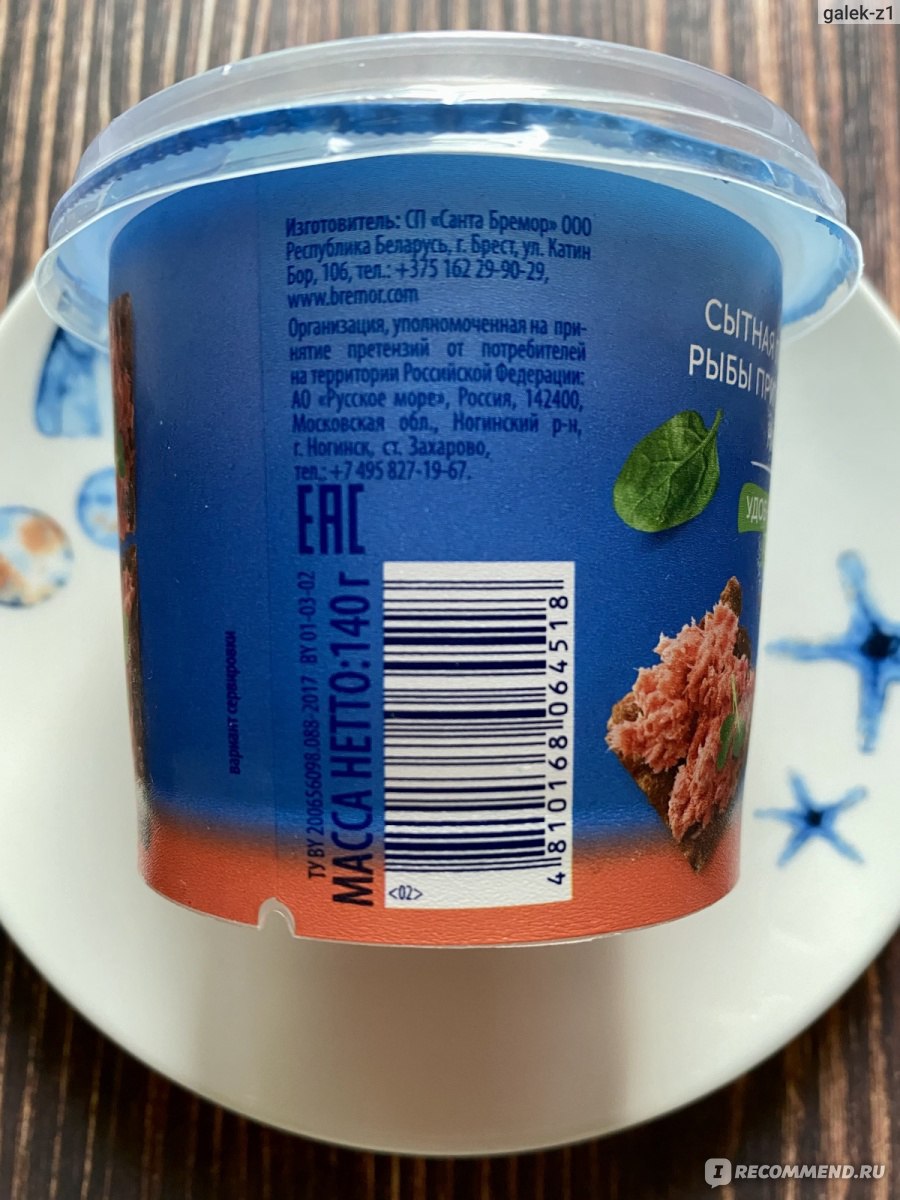 galek-z1
Изготовитель: СП «Санта Бремор» ООО
Республика Беларусь, г. Брест, ул. Катин
Бор, 106, тел.: +375 162 29-90-29,
www.bremor.com
Организация, уполномоченная на при-
нятие претензий от потребителей
на территории Российской Федерации:
АО «Русское море», Россия, 142400,
Московская обл., Ногинский р-н,
г. Ногинск, ст. Захарово,
тел.: +7 495 827-19-67.
EAC
СЫТНАЯ
РЫБЫ
вариант сервировки
ТУ BY 200656098.088-2017 BY 01-03-02
МАССА НЕТТО:140 г
<02>
4 810168 064518
IRECOMMEND.RU